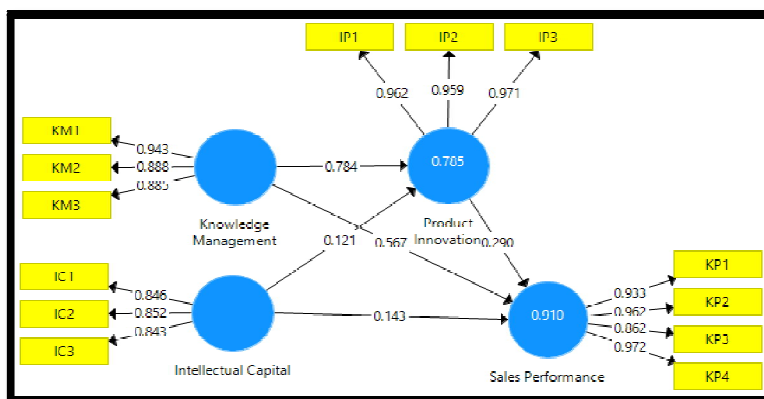 IP1
IP2
IP3
0.962
0.959
0.971
KM1
KM2
KM3
0.943
0.888
0.885
Knowledge
Management
0.784
0.785
Product
Innovation
0.121
0.567
0.290
IC1
IC2
IC3
0.846
0.852
0.843
Intellectual Capital
0.143
0.910
Sales Performance
0.933
0.962
0.862
0.972
KP1
KP2
KP3
KP4